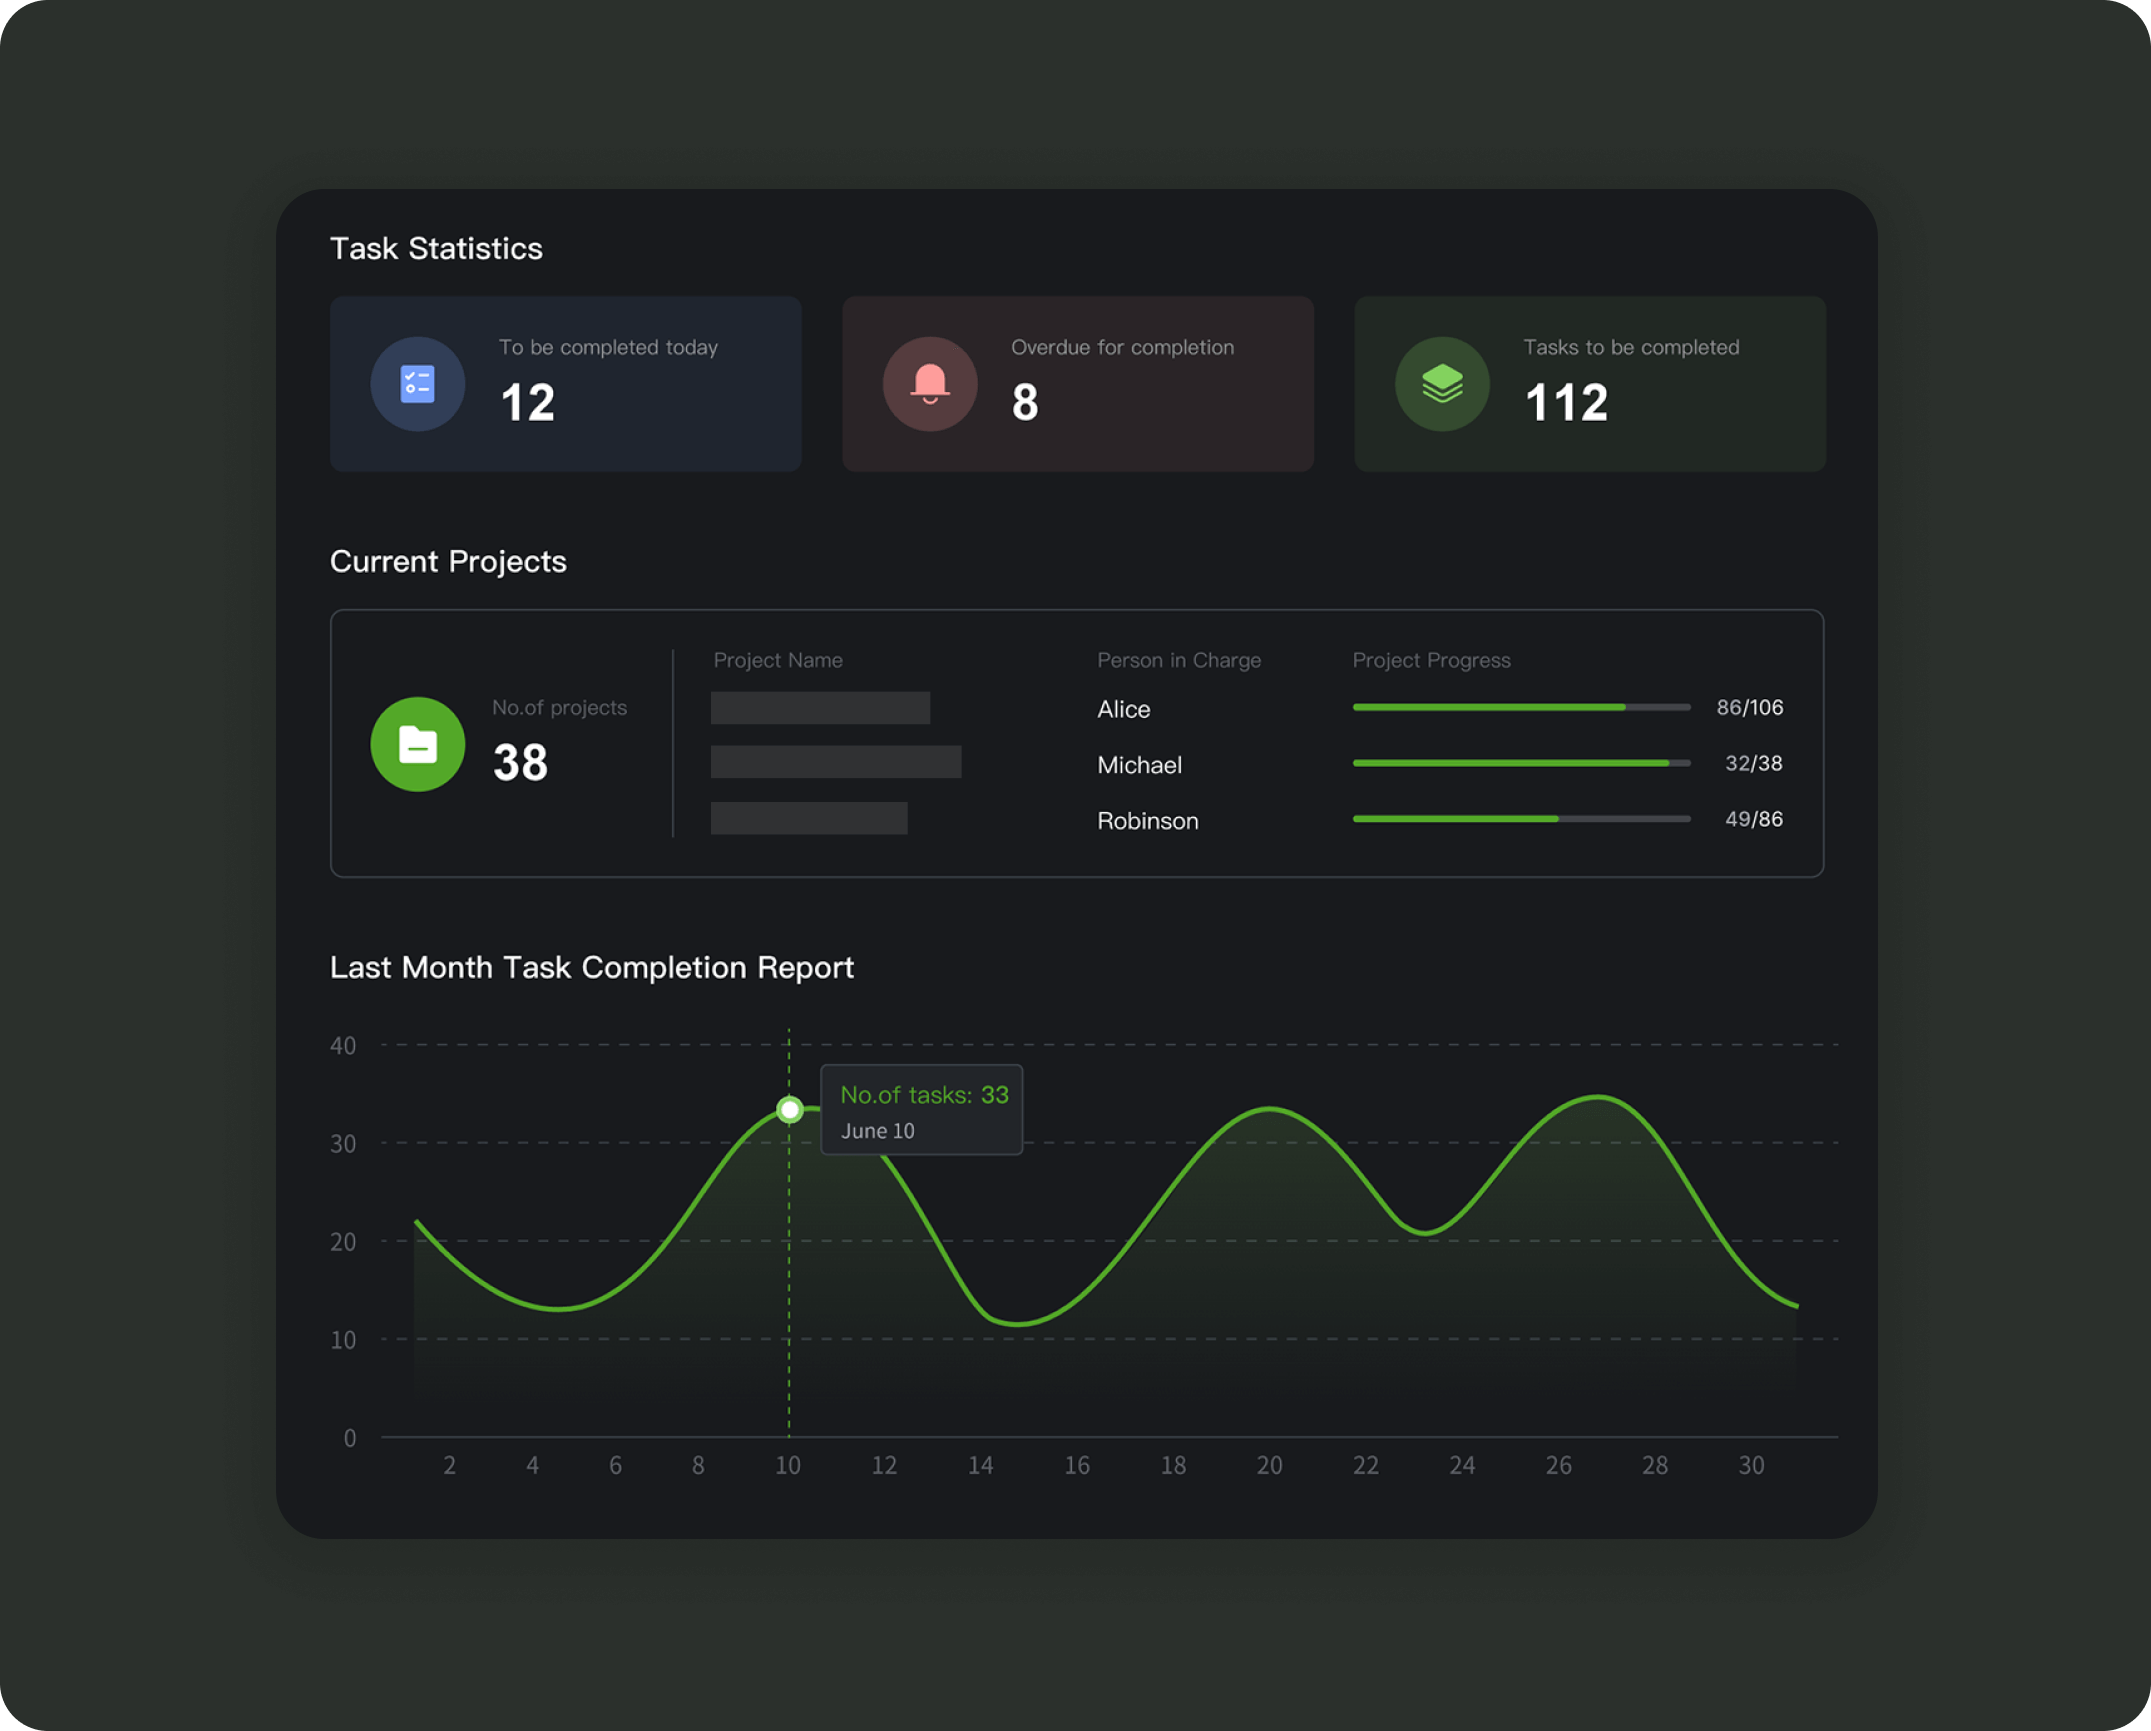 Task Statistics
To be completed today
12
Overdue for completion
8
Tasks to be completed
112
Current Projects
No.of projects
38
Project Name
Person in Charge
Project Progress
Alice
86/106
Michael
32/38
Robinson
49/86
Last Month Task Completion Report
40
30
20
10
0
No.of tasks: 33
June 10
2 4 6 8 10 12 14 16 18 20 22 24 26 28 30